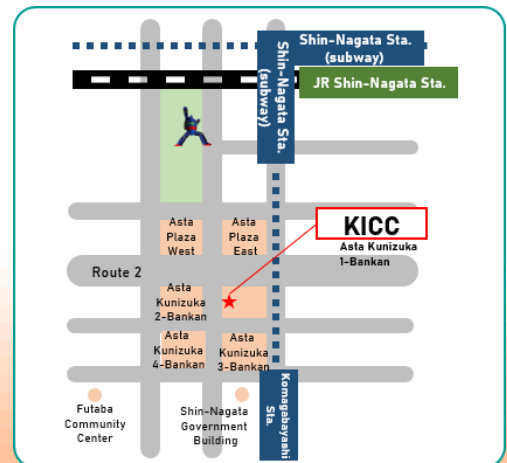 Shin-Nagata Sta.
(subway)
JR Shin-Nagata Sta.
Shin-Nagata Sta.
(subway)
KICC
Asta Kunizuka
1-Bankan
Asta
Plaza
West
Asta
Plaza
East
Route 2
Asta
Kunizuka
2-Bankan
Asta
Kunizuka
4-Bankan
Asta
Kunizuka
3-Bankan
Komagabayashi
Sta.
Futaba
Community
Center
Shin-Nagata
Government
Building